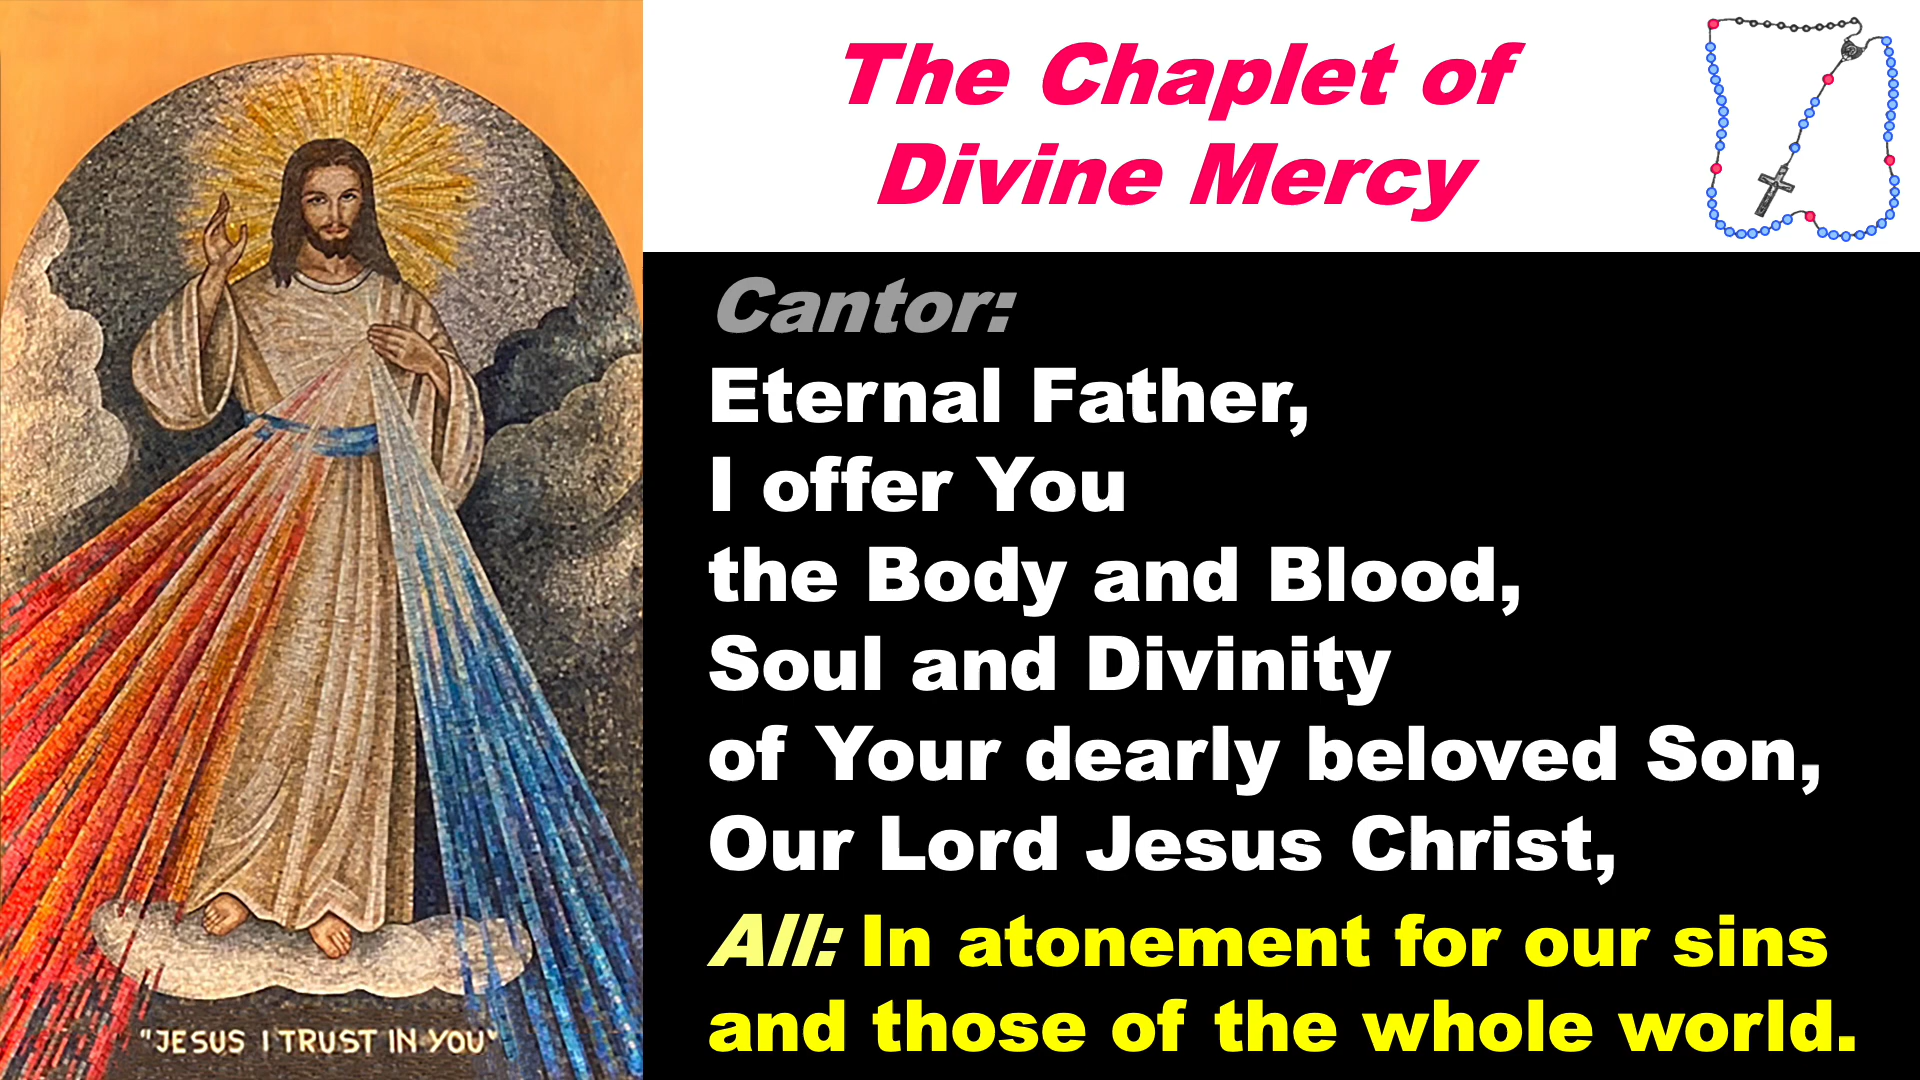 The Chaplet of
Divine Mercy
Cantor:
Eternal Father,
I offer You
the Body and Blood,
Soul and Divinity
of Your dearly beloved Son,
Our Lord Jesus Christ,
All: In atonement for our sins
and those of the whole world.
"JESUS I TRUST IN YOU"